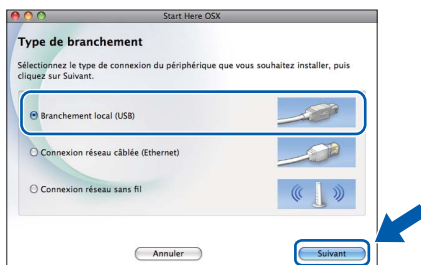 Start Here OSX
Type de branchement
Sélectionnez le type de connexion du périphérique que vous souhaitez installer, puis
cliquez sur Suivant.
Branchement local (USB)
Connexion réseau câblée (Ethernet)
Connexion réseau sans fil
Annuler
Suivant